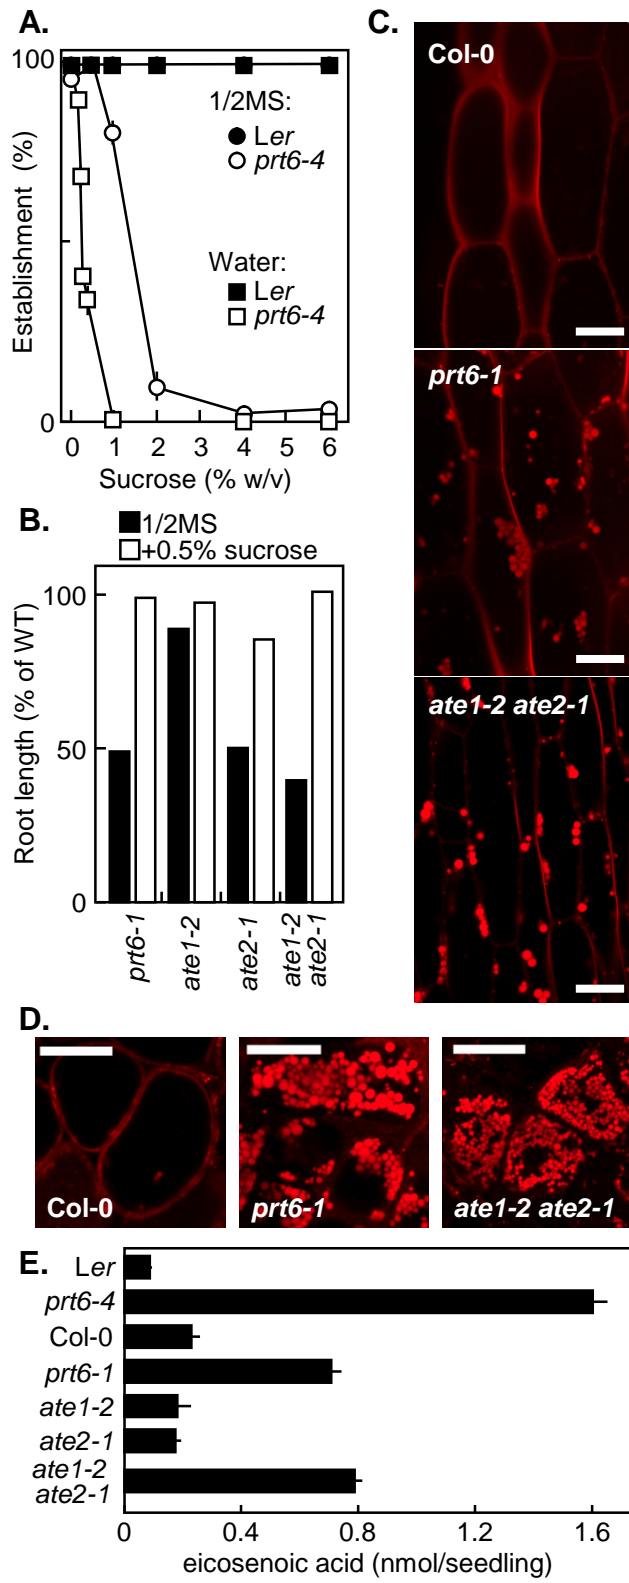 A.
100
Establishment (%)
0
1/2MS:
Ler
prt6-4
Water:
Ler
prt6-4
0 1 2 3 4 5 6
Sucrose (% w/v)
B.
1/2MS
+0.5% sucrose
Root length (% of WT)
100
50
0
prt6-1
ate1-2
ate2-1
ate1-2
ate2-1
C.
Col-0
prt6-1
ate1-2 ate2-1
D.
Col-0
prt6-1
ate1-2 ate2-1
E.
Ler
prt6-4
Col-0
prt6-1
ate1-2
ate2-1
ate1-2
ate2-1
0 0.4 0.8 1.2 1.6
eicosenoic acid (nmol/seedling)